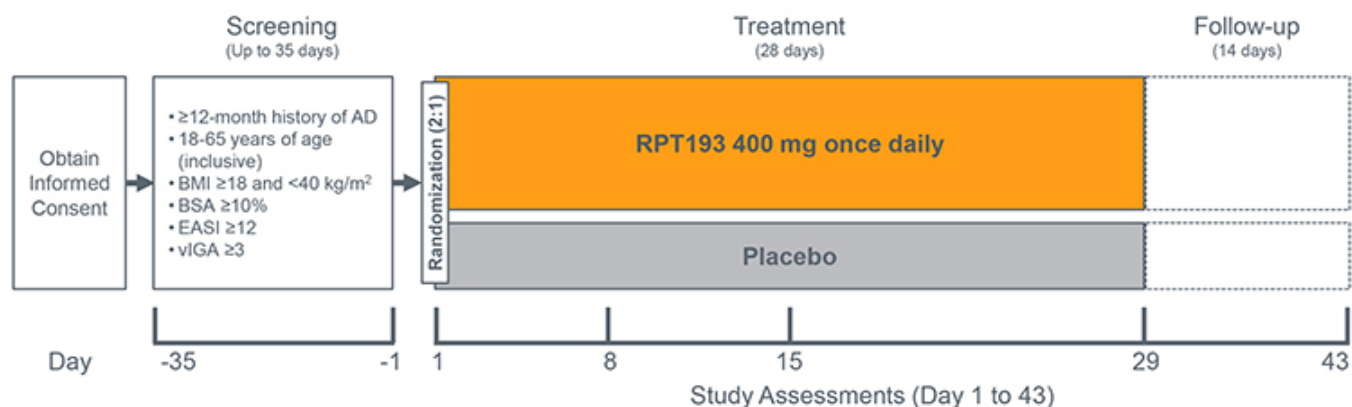 Screening
(Up to 35 days)
Treatment
(28 days)
Follow-up
(14 days)
Obtain
Informed
Consent
• ≥12-month history of AD
• 18-65 years of age
(inclusive)
• BMI ≥18 and <40 kg/m²
• BSA ≥10%
• EASI ≥12
• vIGA ≥3
Randomization (2:1)
RPT193 400 mg once daily
Placebo
Day -35 -1 1 8 15 29 43
Study Assessments (Day 1 to 43)